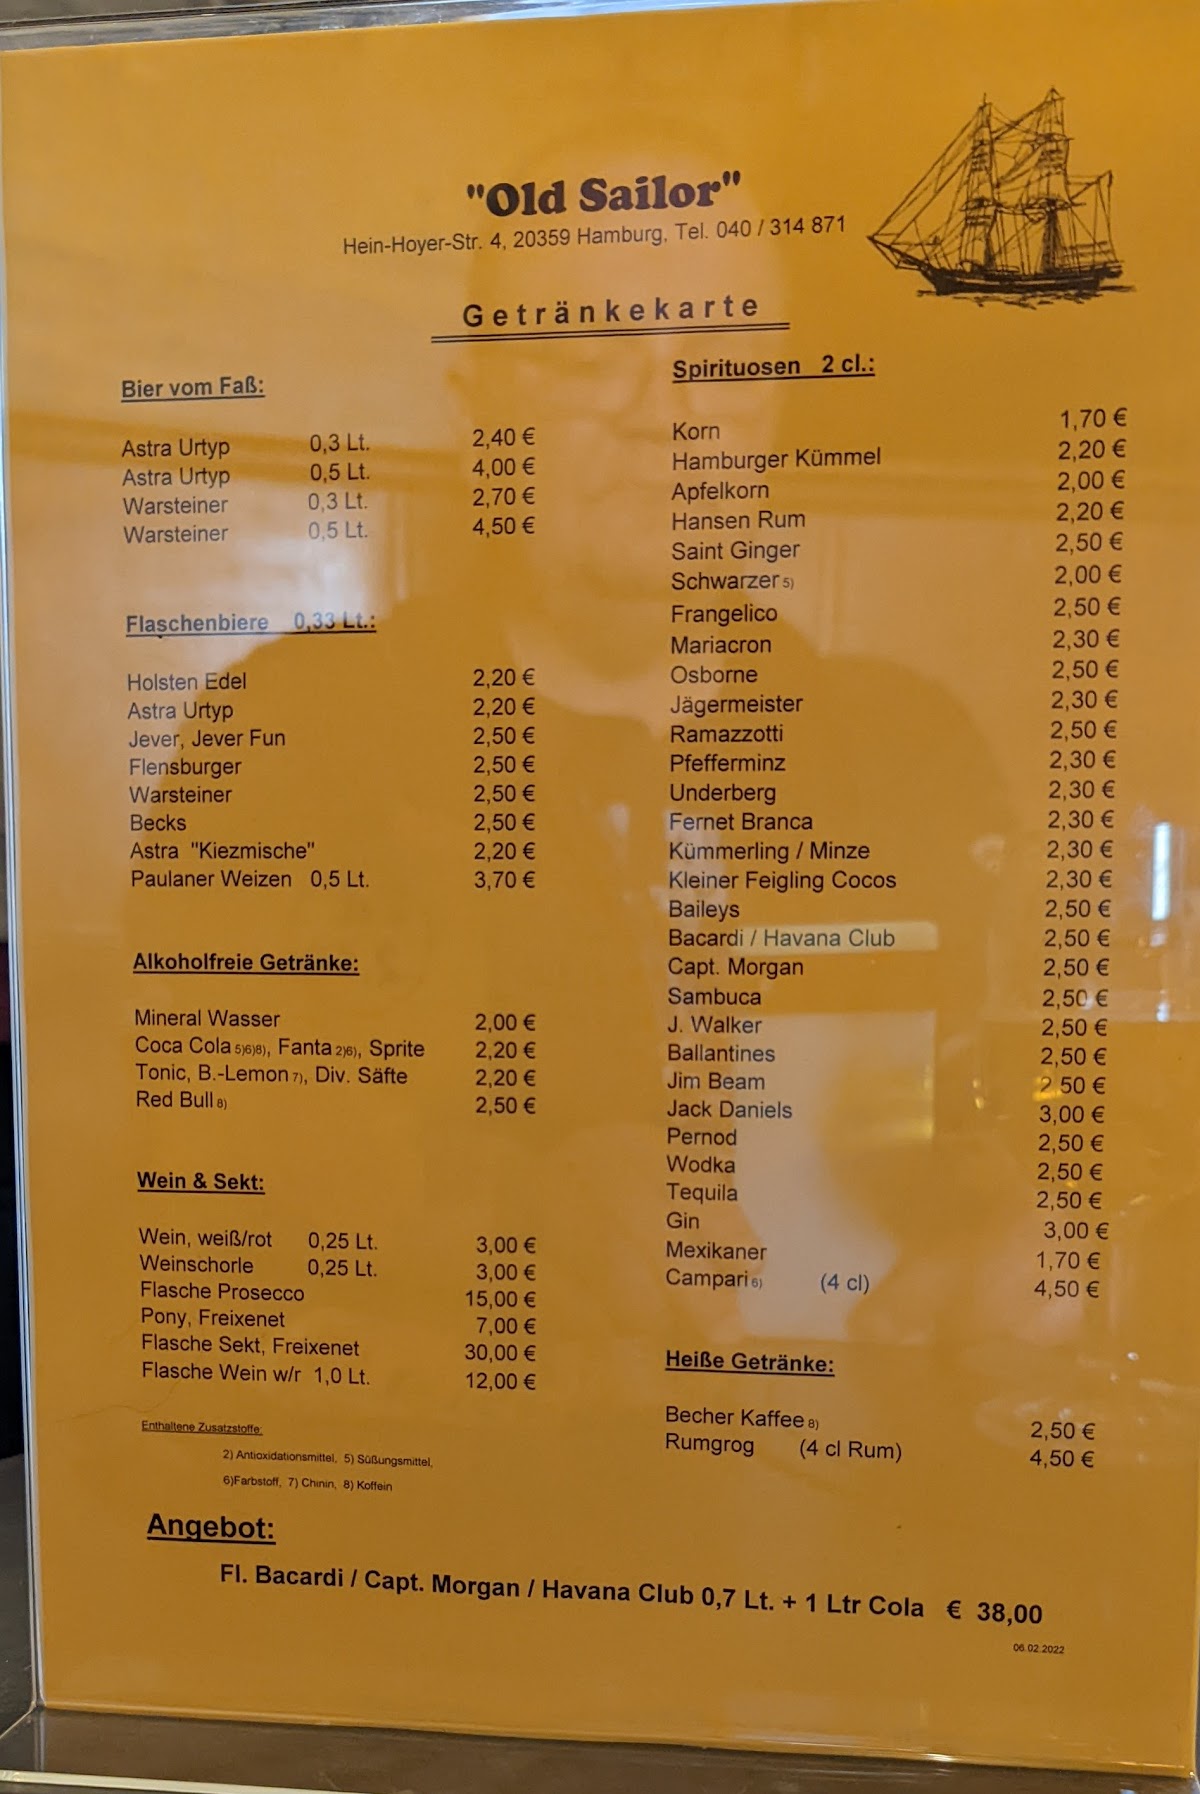 "Old Sailor"
Hein-Hoyer-Str. 4, 20359 Hamburg, Tel. 040 / 314 871
Getränkekarte
Bier vom Faß:
Astra Urtyp 0,3 Lt. 2,40 €
Astra Urtyp 0,5 Lt. 4,00 €
Warsteiner 0,3 Lt. 2,70 €
Warsteiner 0,5 Lt. 4,50 €
Flaschenbiere 0,33 Lt.:
Holsten Edel 2,20 €
Astra Urtyp 2,20 €
Jever, Jever Fun 2,50 €
Flensburger 2,50 €
Warsteiner 2,50 €
Becks 2,50 €
Astra "Kiezmische" 2,20 €
Paulaner Weizen 0,5 Lt. 3,70 €
Alkoholfreie Getränke:
Mineral Wasser 2,00 €
Coca Cola 5)6)8), Fanta 2)6), Sprite 2,20 €
Tonic, B.-Lemon 7), Div. Säfte 2,20 €
Red Bull 8) 2,50 €
Wein & Sekt:
Wein, weiß/rot 0,25 Lt. 3,00 €
Weinschorle 0,25 Lt. 3,00 €
Flasche Prosecco 15,00 €
Pony, Freixenet 7,00 €
Flasche Sekt, Freixenet 30,00 €
Flasche Wein w/r 1,0 Lt. 12,00 €
Enthaltene Zusatzstoffe:
2) Antioxidationsmittel, 5) Süßungsmittel,
6)Farbstoff, 7) Chinin, 8) Koffein
Spirituosen 2 cl.:
Korn 1,70 €
Hamburger Kümmel 2,20 €
Apfelkorn 2,00 €
Hansen Rum 2,20 €
Saint Ginger 2,50 €
Schwarzer 5) 2,00 €
Frangelico 2,50 €
Mariacron 2,30 €
Osborne 2,50 €
Jägermeister 2,30 €
Ramazzotti 2,50 €
Pfefferminz 2,30 €
Underberg 2,30 €
Fernet Branca 2,30 €
Kümmerling / Minze 2,30 €
Kleiner Feigling Cocos 2,30 €
Baileys 2,50 €
Bacardi / Havana Club 2,50 €
Capt. Morgan 2,50 €
Sambuca 2,50 €
J. Walker 2,50 €
Ballantines 2,50 €
Jim Beam 2,50 €
Jack Daniels 3,00 €
Pernod 2,50 €
Wodka 2,50 €
Tequila 2,50 €
Gin 3,00 €
Mexikaner 1,70 €
Campari 6) (4 cl) 4,50 €
Heiße Getränke:
Becher Kaffee 8) 2,50 €
Rumgrog (4 cl Rum) 4,50 €
Angebot:
Fl. Bacardi / Capt. Morgan / Havana Club 0,7 Lt. + 1 Ltr Cola € 38,00
06.02.2022